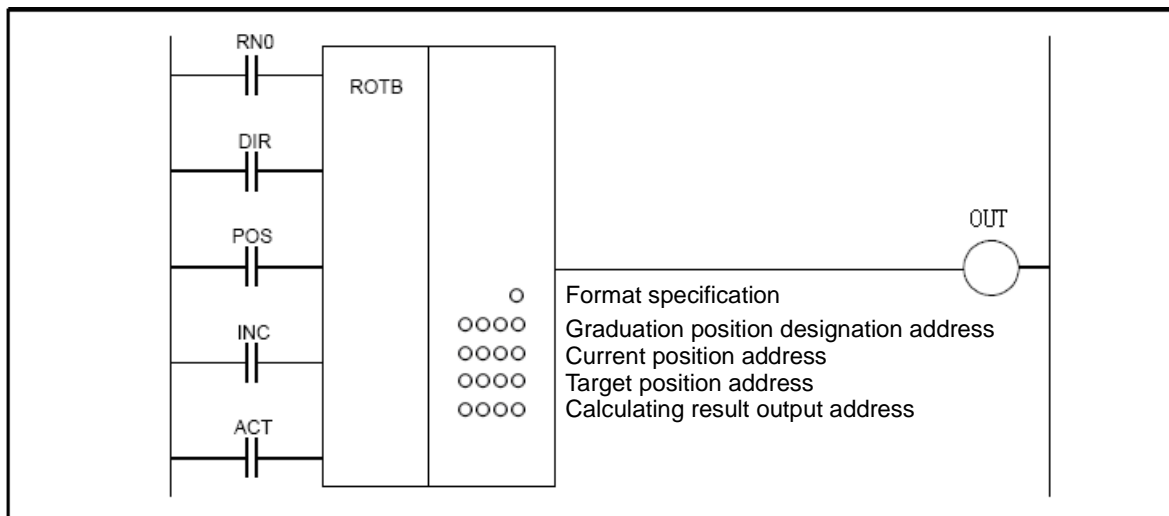 RN0
ROTB
DIR
POS
OUT
Format specification
INC
Graduation position designation address
Current position address
Target position address
Calculating result output address
ACT